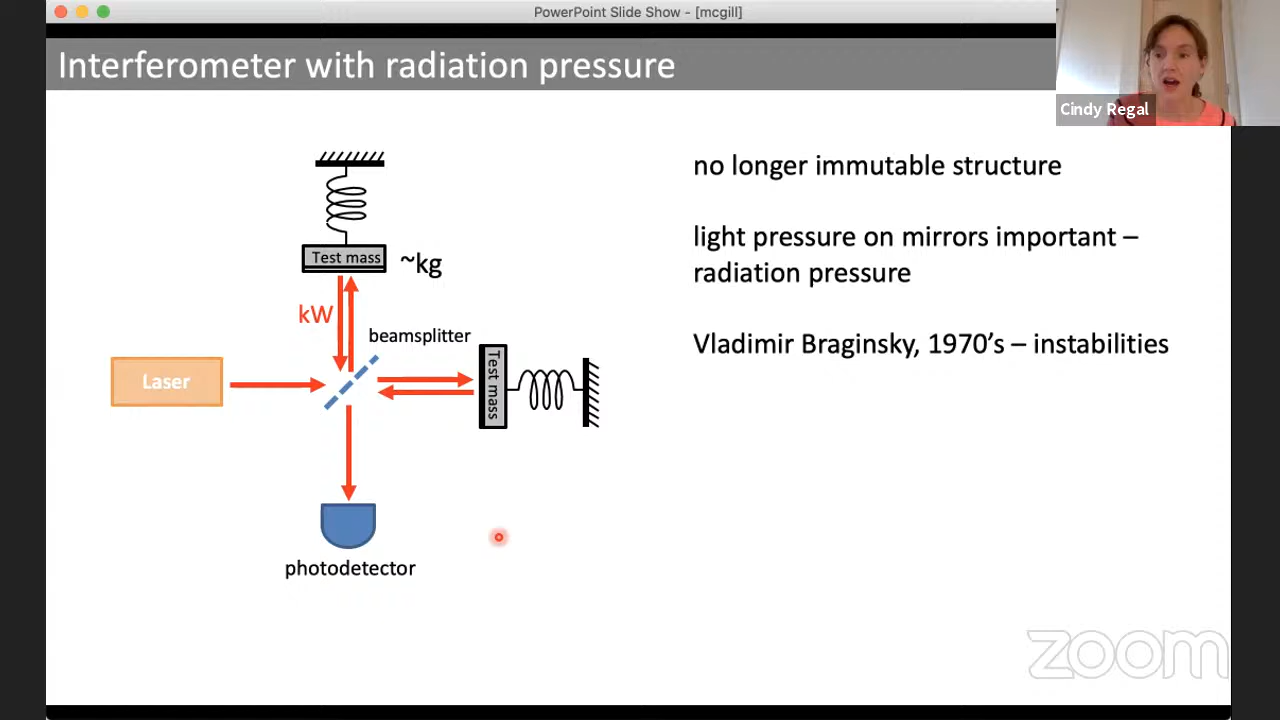 PowerPoint Slide Show - [mcgill]
Interferometer with radiation pressure
Cindy Regal
no longer immutable structure
light pressure on mirrors important –
radiation pressure
Vladimir Braginsky, 1970’s – instabilities
Test mass
~kg
kW
beamsplitter
Laser
Test mass
photodetector
zoom